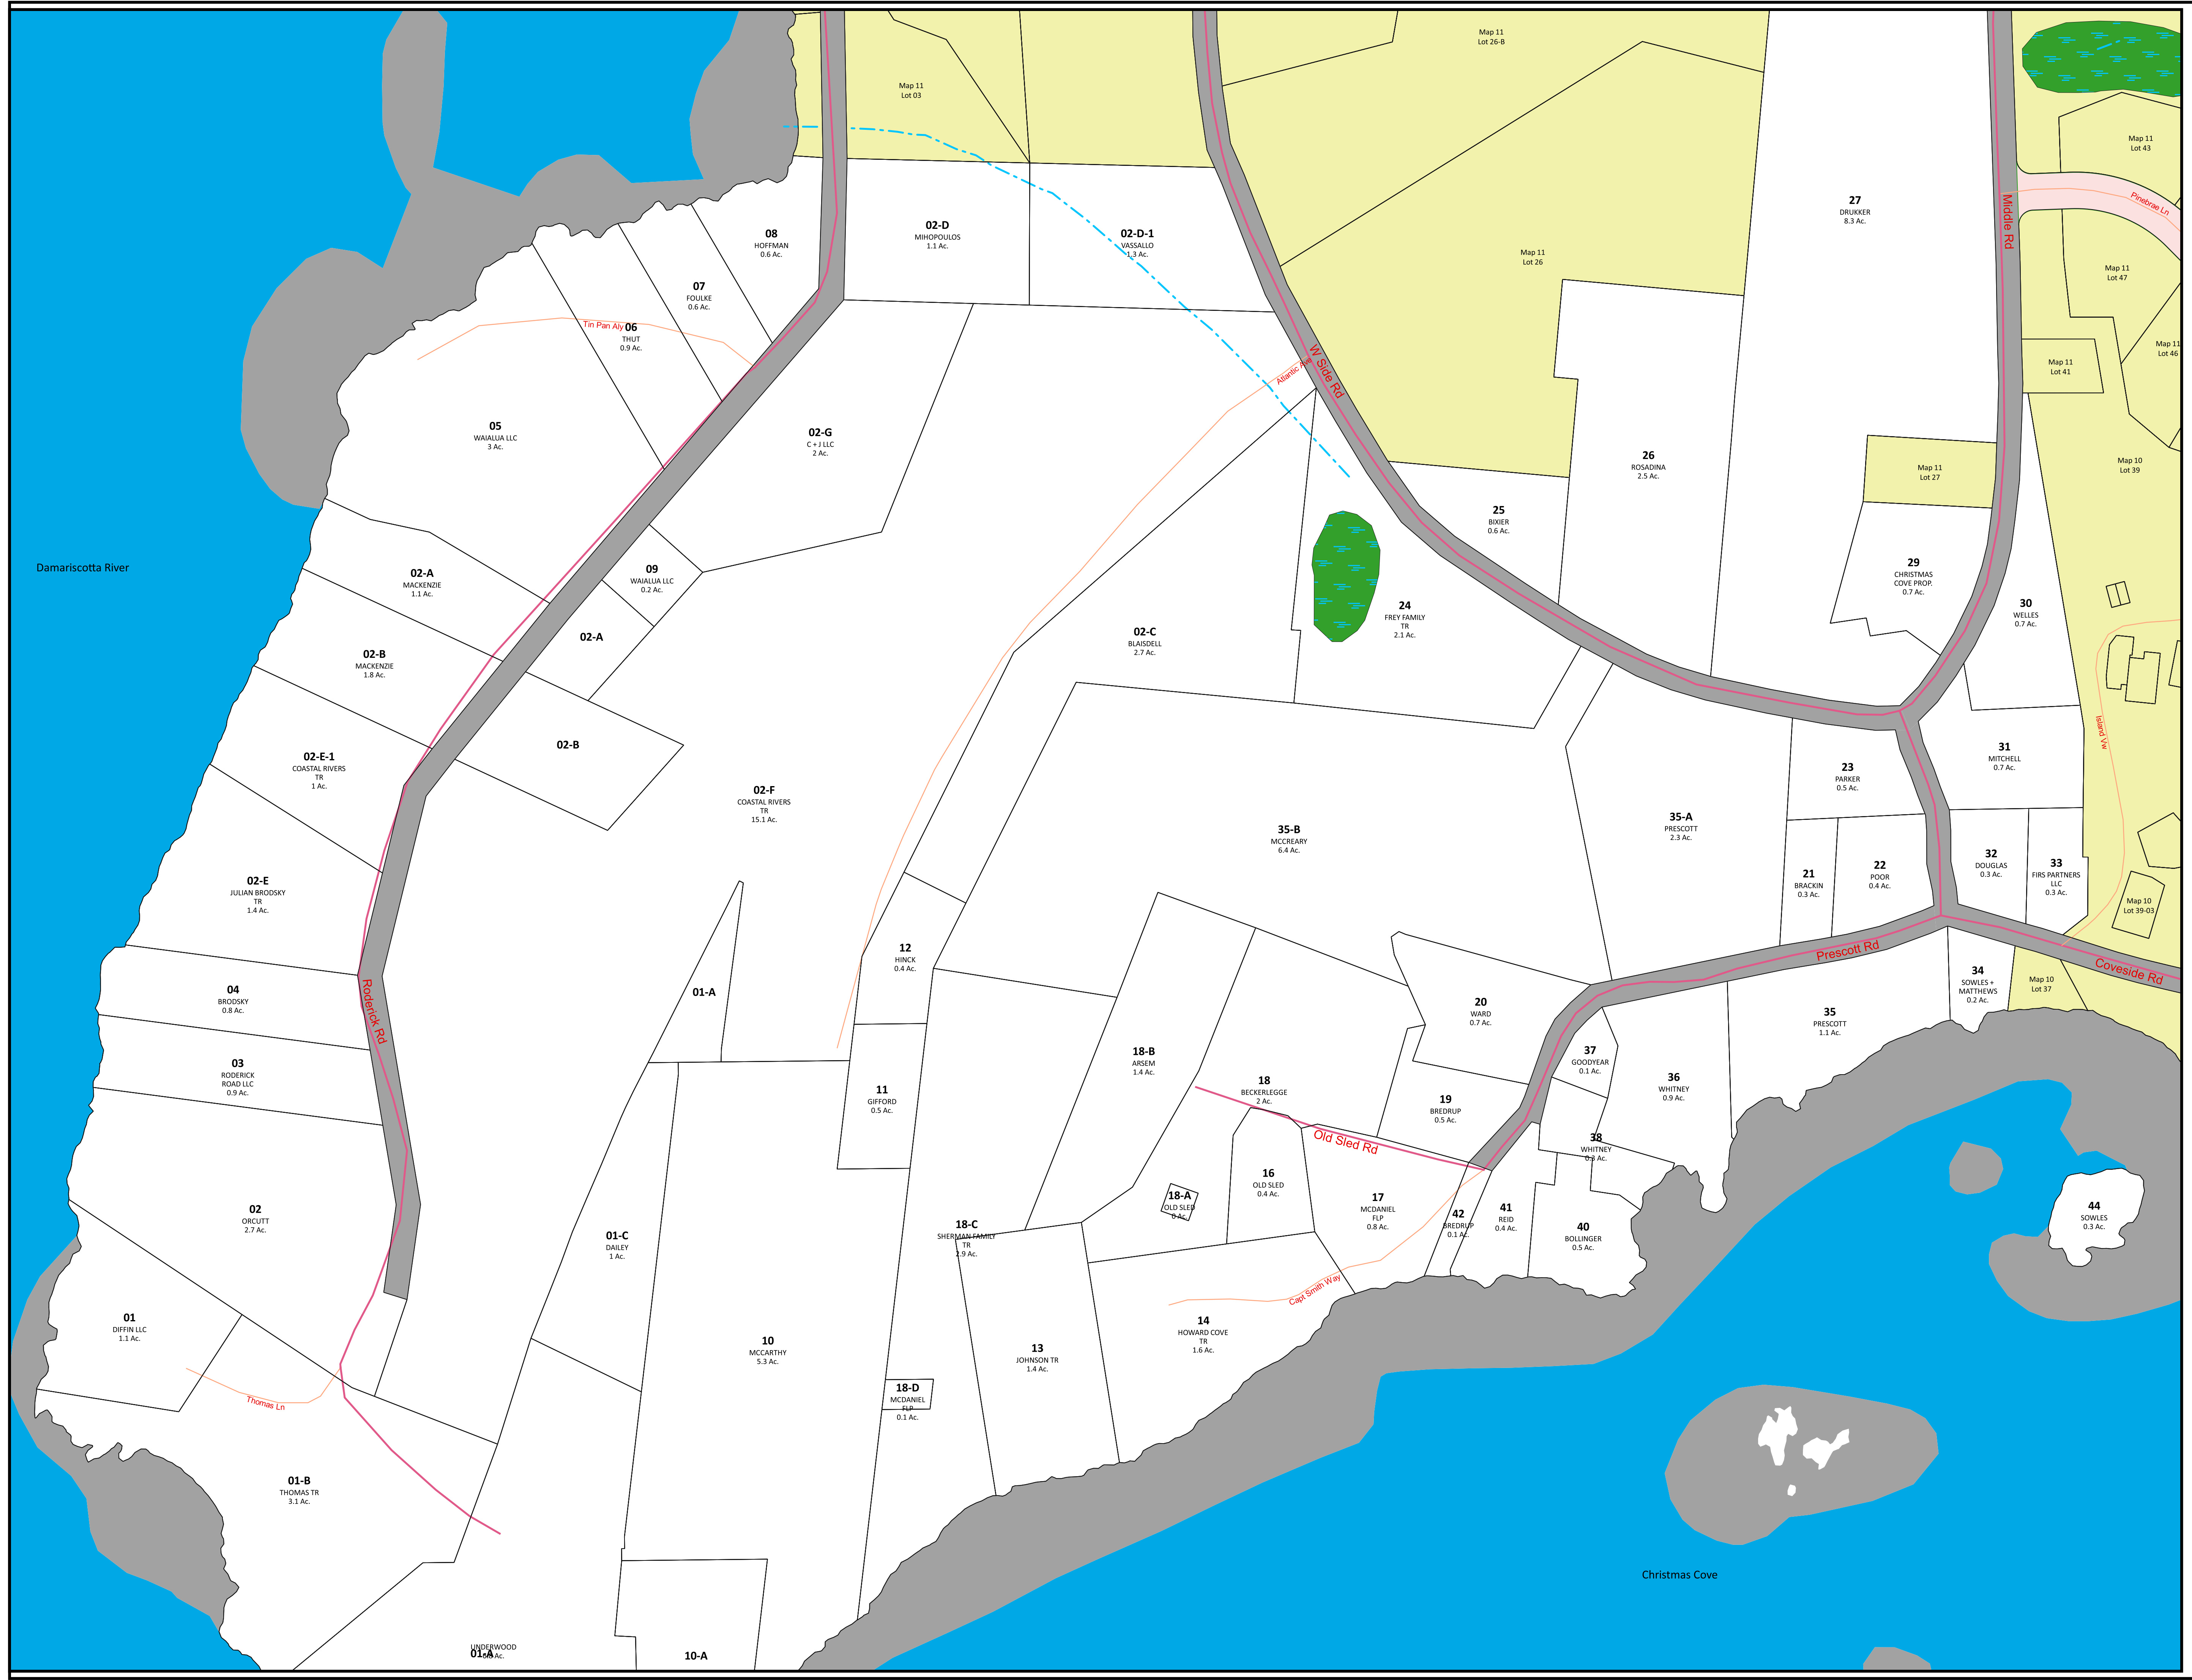 Map 11
Lot 26-B
Map 11
Lot 03
Map 11
Lot 43
Pinebrae Ln
Middle Rd
27
DRUKKER
8.3 Ac.
08
HOFFMAN
0.6 Ac.
02-D
MIHOPOULOS
1.1 Ac.
02-D-1
VASSALLO
1.3 Ac.
Map 11
Lot 26
Map 11
Lot 47
07
FOULKE
0.6 Ac.
Tin Pan Aly
06
THUT
0.9 Ac.
W Side Rd
Atlantic Ave
Map 11
Lot 46
Map 11
Lot 41
05
WAIALUA LLC
3 Ac.
02-G
C + J LLC
2 Ac.
26
ROSADINA
2.5 Ac.
Map 11
Lot 27
Map 10
Lot 39
25
BIXIER
0.6 Ac.
Damariscotta River
02-A
MACKENZIE
1.1 Ac.
09
WAIALUA LLC
0.2 Ac.
29
CHRISTMAS
COVE PROP.
0.7 Ac.
02-A
24
FREY FAMILY
TR
2.1 Ac.
30
WELLES
0.7 Ac.
02-B
MACKENZIE
1.8 Ac.
02-C
BLAISDELL
2.7 Ac.
02-B
Island Vw
02-E-1
COASTAL RIVERS
TR
1 Ac.
02-F
COASTAL RIVERS
TR
15.1 Ac.
31
MITCHELL
0.7 Ac.
23
PARKER
0.5 Ac.
35-B
MCCREARY
6.4 Ac.
35-A
PRESCOTT
2.3 Ac.
02-E
JULIAN BRODSKY
TR
1.4 Ac.
21
BRACKIN
0.3 Ac.
22
POOR
0.4 Ac.
32
DOUGLAS
0.3 Ac.
33
FIRS PARTNERS
LLC
0.3 Ac.
Map 10
Lot 39-03
12
HINCK
0.4 Ac.
Prescott Rd
Coveside Rd
04
BRODSKY
0.8 Ac.
Roderick Rd
01-A
20
WARD
0.7 Ac.
34
SOWLES +
MATTHEWS
0.2 Ac.
Map 10
Lot 37
35
PRESCOTT
1.1 Ac.
03
RODERICK
ROAD LLC
0.9 Ac.
11
GIFFORD
0.5 Ac.
18-B
ARSEM
1.4 Ac.
18
BECKERLEGGE
2 Ac.
19
BREDRUP
0.5 Ac.
37
GOODYEAR
0.1 Ac.
36
WHITNEY
0.9 Ac.
Old Sled Rd
38
WHITNEY
0.3 Ac.
02
ORCUTT
2.7 Ac.
01-C
DAILEY
1 Ac.
18-C
SHERMAN FAMILY
TR
2.9 Ac.
18-A
OLD SLED
0 Ac.
16
OLD SLED
0.4 Ac.
17
MCDANIEL
FLP
0.8 Ac.
42
BREDRUP
0.1 Ac.
41
REID
0.4 Ac.
40
BOLLINGER
0.5 Ac.
44
SOWLES
0.3 Ac.
Capt Smith Way
01
DIFFIN LLC
1.1 Ac.
14
HOWARD COVE
TR
1.6 Ac.
10
MCCARTHY
5.3 Ac.
13
JOHNSON TR
1.4 Ac.
Thomas Ln
18-D
MCDANIEL
FLP
0.1 Ac.
01-B
THOMAS TR
3.1 Ac.
Christmas Cove
UNDERWOOD
01-A
Ac.
10-A